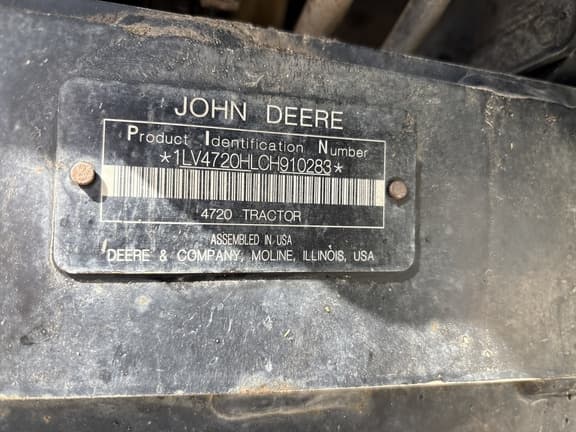 JOHN DEERE
Product Identification Number
*1LV4720HLCH910283*
4720 TRACTOR
ASSEMBLED IN USA
DEERE & COMPANY, MOLINE, ILLINOIS, USA